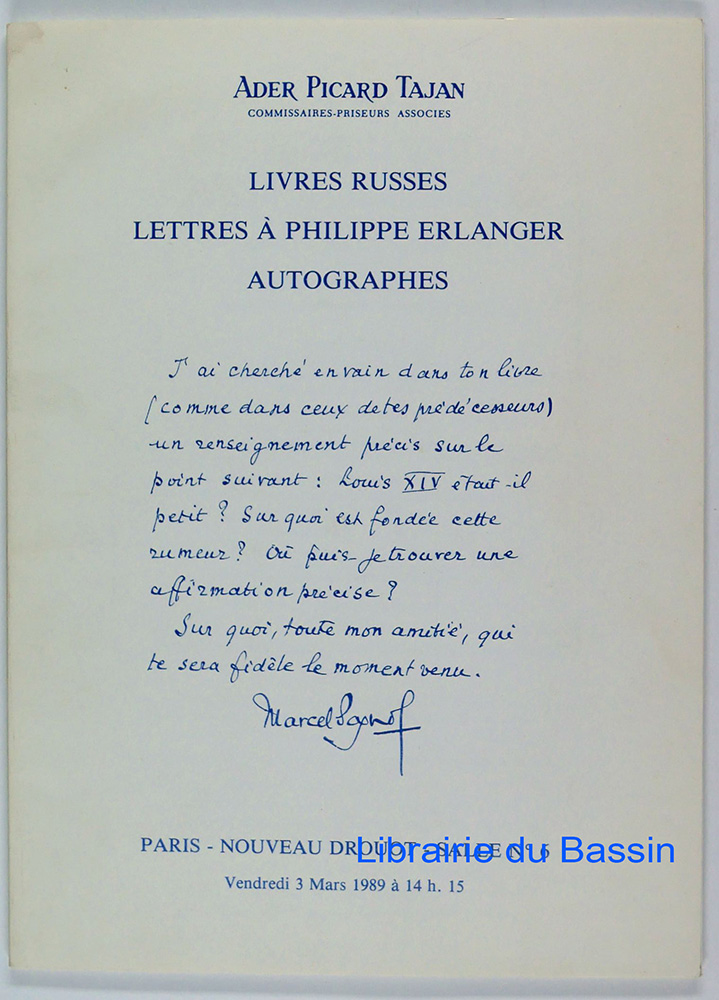 ADER PICARD TAJAN
COMMISSAIRES-PRISEURS ASSOCIES
LIVRES RUSSES
LETTRES À PHILIPPE ERLANGER
AUTOGRAPHES
J'ai cherché en vain dans ton livre
(comme dans ceux de tes prédécesseurs)
un renseignement précis sur le
point suivant : Louis XIV était-il
petit ? Sur quoi est fondée cette
rumeur ? Où puis-je trouver une
affirmation précise ?
Sur quoi, toute mon amitié, qui
te sera fidèle le moment venu.
Marcel Pagnol
PARIS - NOUVEAU DROUOT - SALLE N° 5
Librairie du Bassin
Vendredi 3 Mars 1989 à 14 h. 15